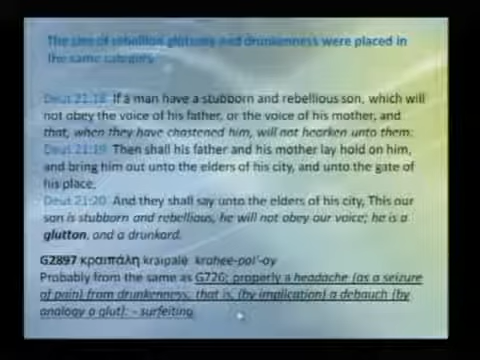 The sins of rebellion gluttony and drunkenness were placed in
the same category
Deut 21:18 If a man have a stubborn and rebellious son, which will
not obey the voice of his father, or the voice of his mother, and
that, when they have chastened him, will not hearken unto them:
Deut 21:19 Then shall his father and his mother lay hold on him,
and bring him out unto the elders of his city, and unto the gate of
his place;
Deut 21:20 And they shall say unto the elders of his city, This our
son is stubborn and rebellious, he will not obey our voice; he is a
glutton, and a drunkard.
G2897 κραιπάλη kraipalē krahee-pal'-ay
Probably from the same as G726; properly a headache (as a seizure
of pain) from drunkenness, that is, (by implication) a debauch (by
analogy a glut): - surfeiting